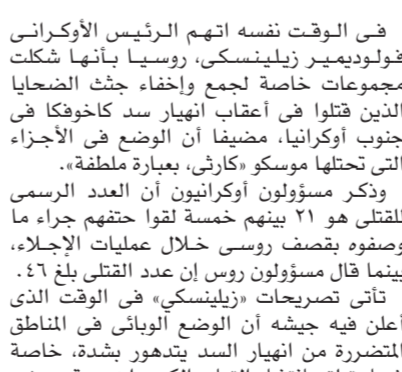 فى الوقت نفسه اتهم الرئيس الأوكرانى
فولوديمير زيلينسكى، روسيا بأنها شكلت
مجموعات خاصة لجمع وإخفاء جثث الضحايا
الذين قتلوا فى أعقاب انهيار سد كاخوفكا فى
جنوب أوكرانيا، مضيفا أن الوضع فى الأجزاء
التى تحتلها موسكو «كارثى، بعبارة ملطفة».
وذكر مسؤولون أوكرانيون أن العدد الرسمى
للقتلى هو ٢١ بينهم خمسة لقوا حتفهم جراء ما
وصفوه بقصف روسى خلال عمليات الإجلاء،
بينما قال مسؤولون روس إن عدد القتلى بلغ ٤٦.
تأتى تصريحات «زيلينسكي» فى الوقت الذى
أعلن فيه جيشه أن الوضع الوبائى فى المناطق
المتضررة من انهيار السد يتدهور بشدة، خاصة